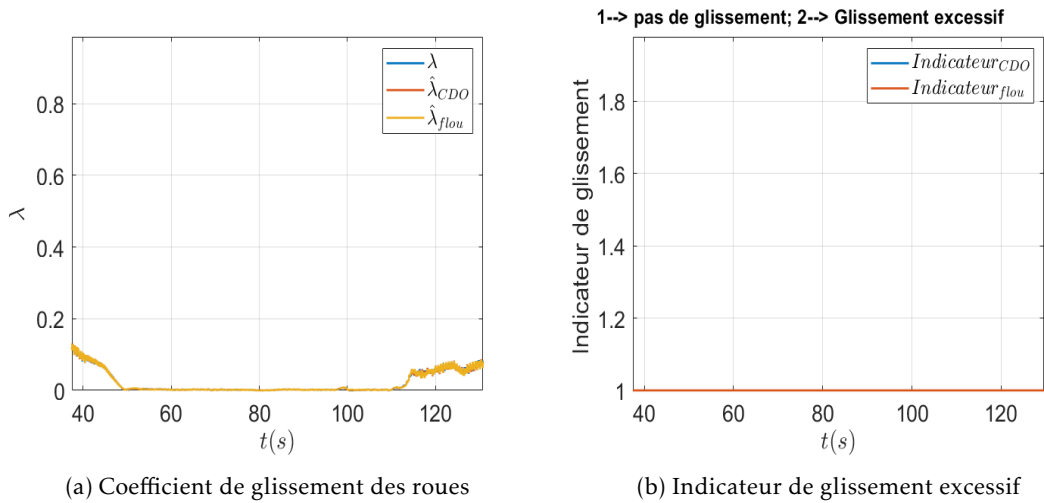 λ
λ̂_CDO
λ̂_flou
0.8
0.6
0.4
0.2
0
λ
40 60 80 100 120
t(s)
(a) Coefficient de glissement des roues
1--> pas de glissement; 2--> Glissement excessif
Indicateur_CDO
Indicateur_flou
1.8
1.6
1.4
1.2
1
Indicateur de glissement
40 60 80 100 120
t(s)
(b) Indicateur de glissement excessif